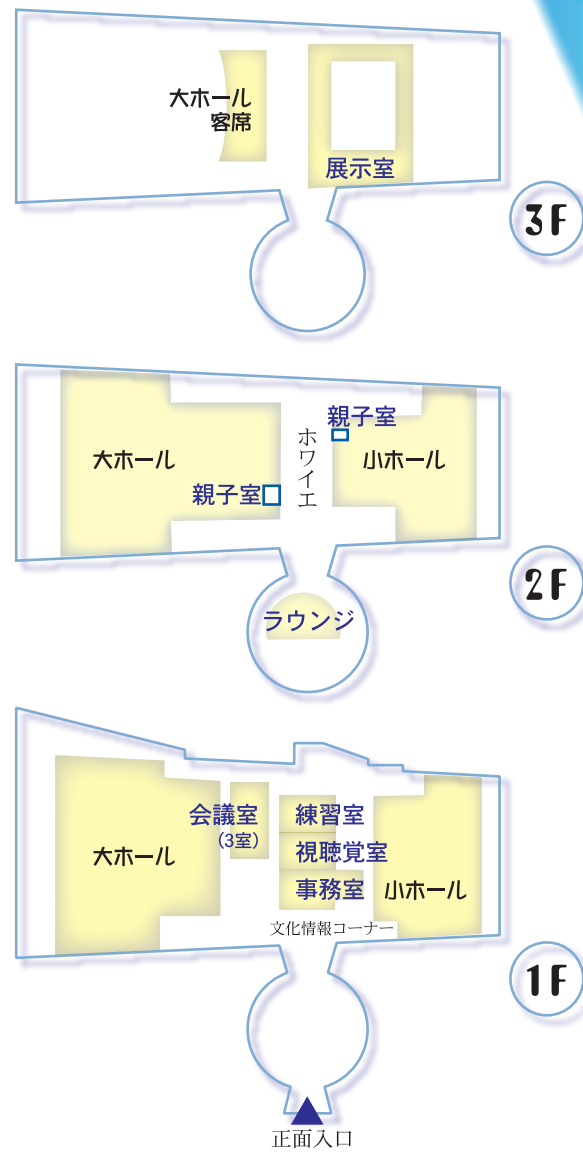 大ホール
客席
展示室
3F
親子室
大ホール
ホワイエ
小ホール
親子室
2F
ラウンジ
会議室
(3室)
練習室
視聴覚室
大ホール
事務室
小ホール
文化情報コーナー
1F
正面入口